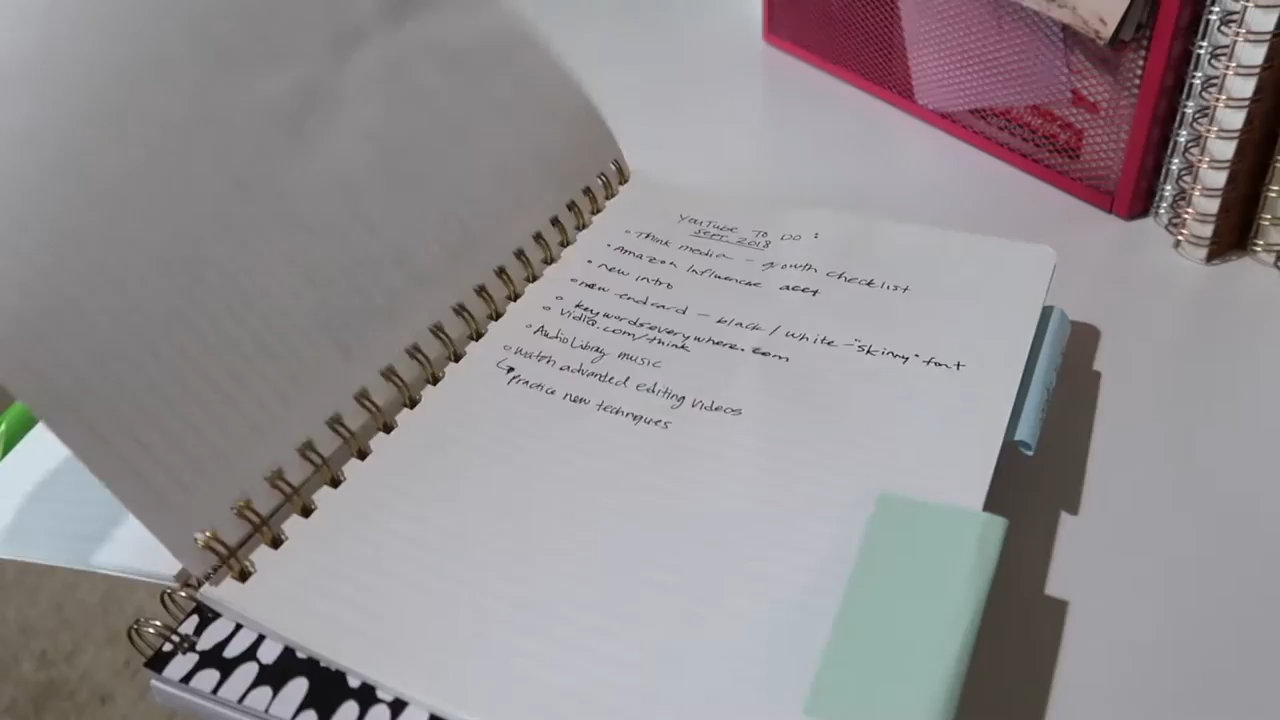 YouTube To Do :
Sept. 2018
• Think media - growth checklist
• Amazon Influencer acct
• new intro
• new endcard - black / white - "skinny" font
• keywordseverywhere.com
• vidIQ.com/think
• Audio Library music
• watch advanted editing videos
↳ practice new techniques